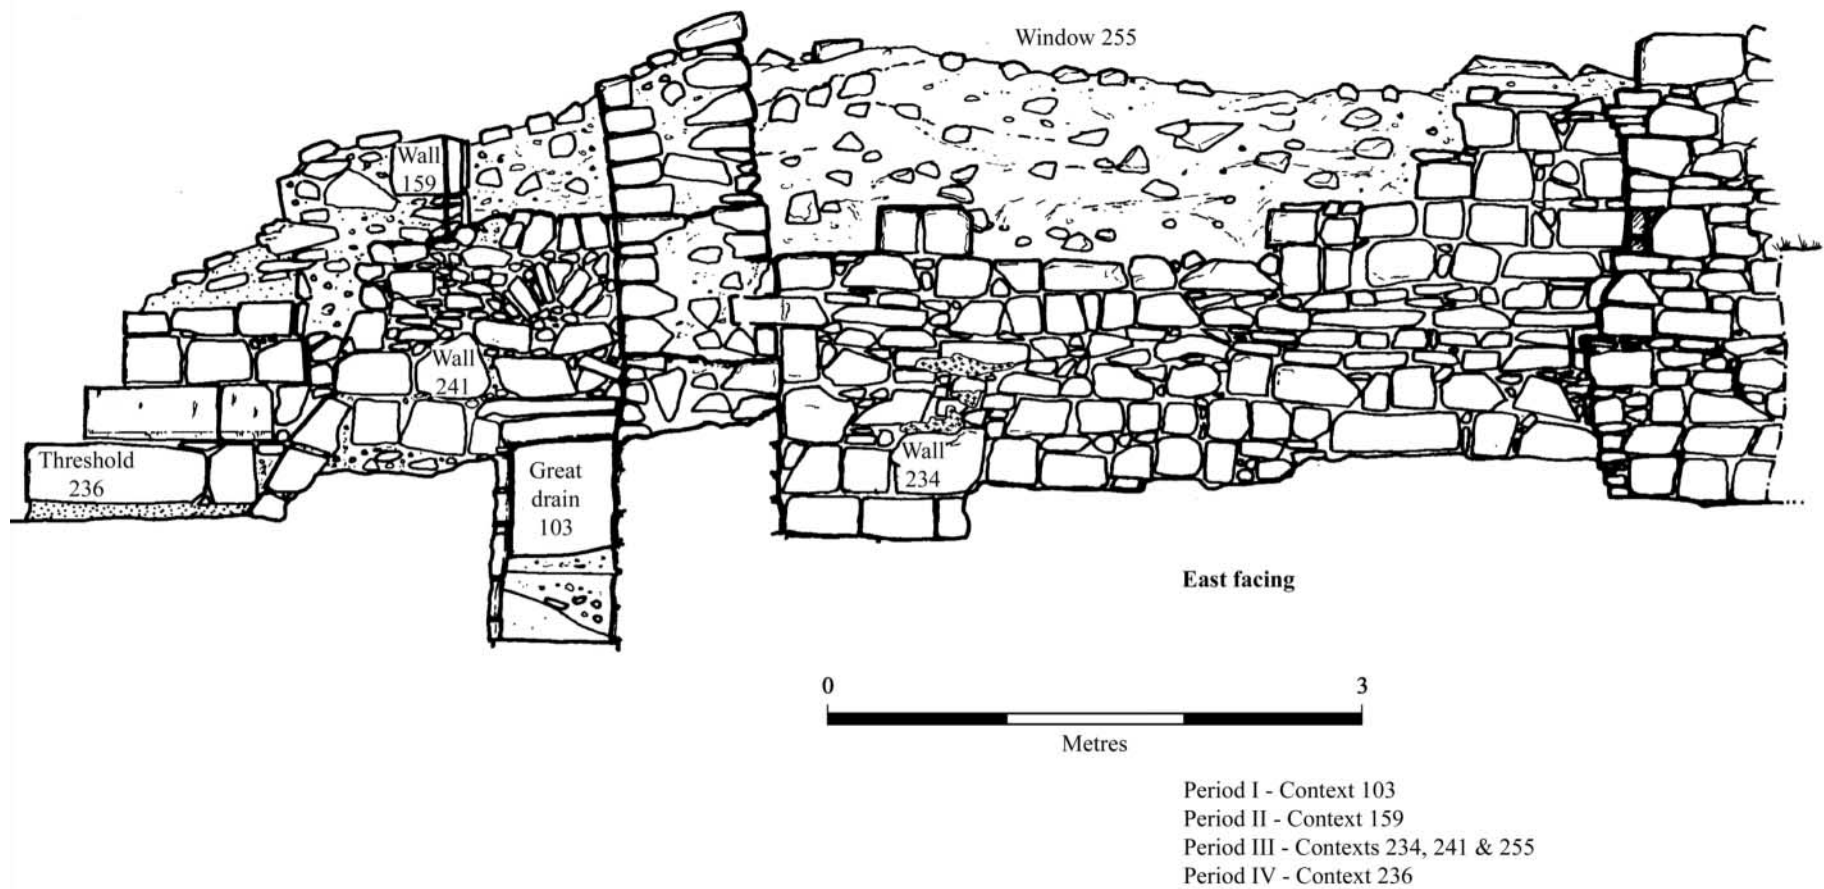 Window 255
Wall
159
Wall
241
Threshold
236
Great
drain
103
Wall
234
East facing
0 3
Metres
Period I - Context 103
Period II - Context 159
Period III - Contexts 234, 241 & 255
Period IV - Context 236